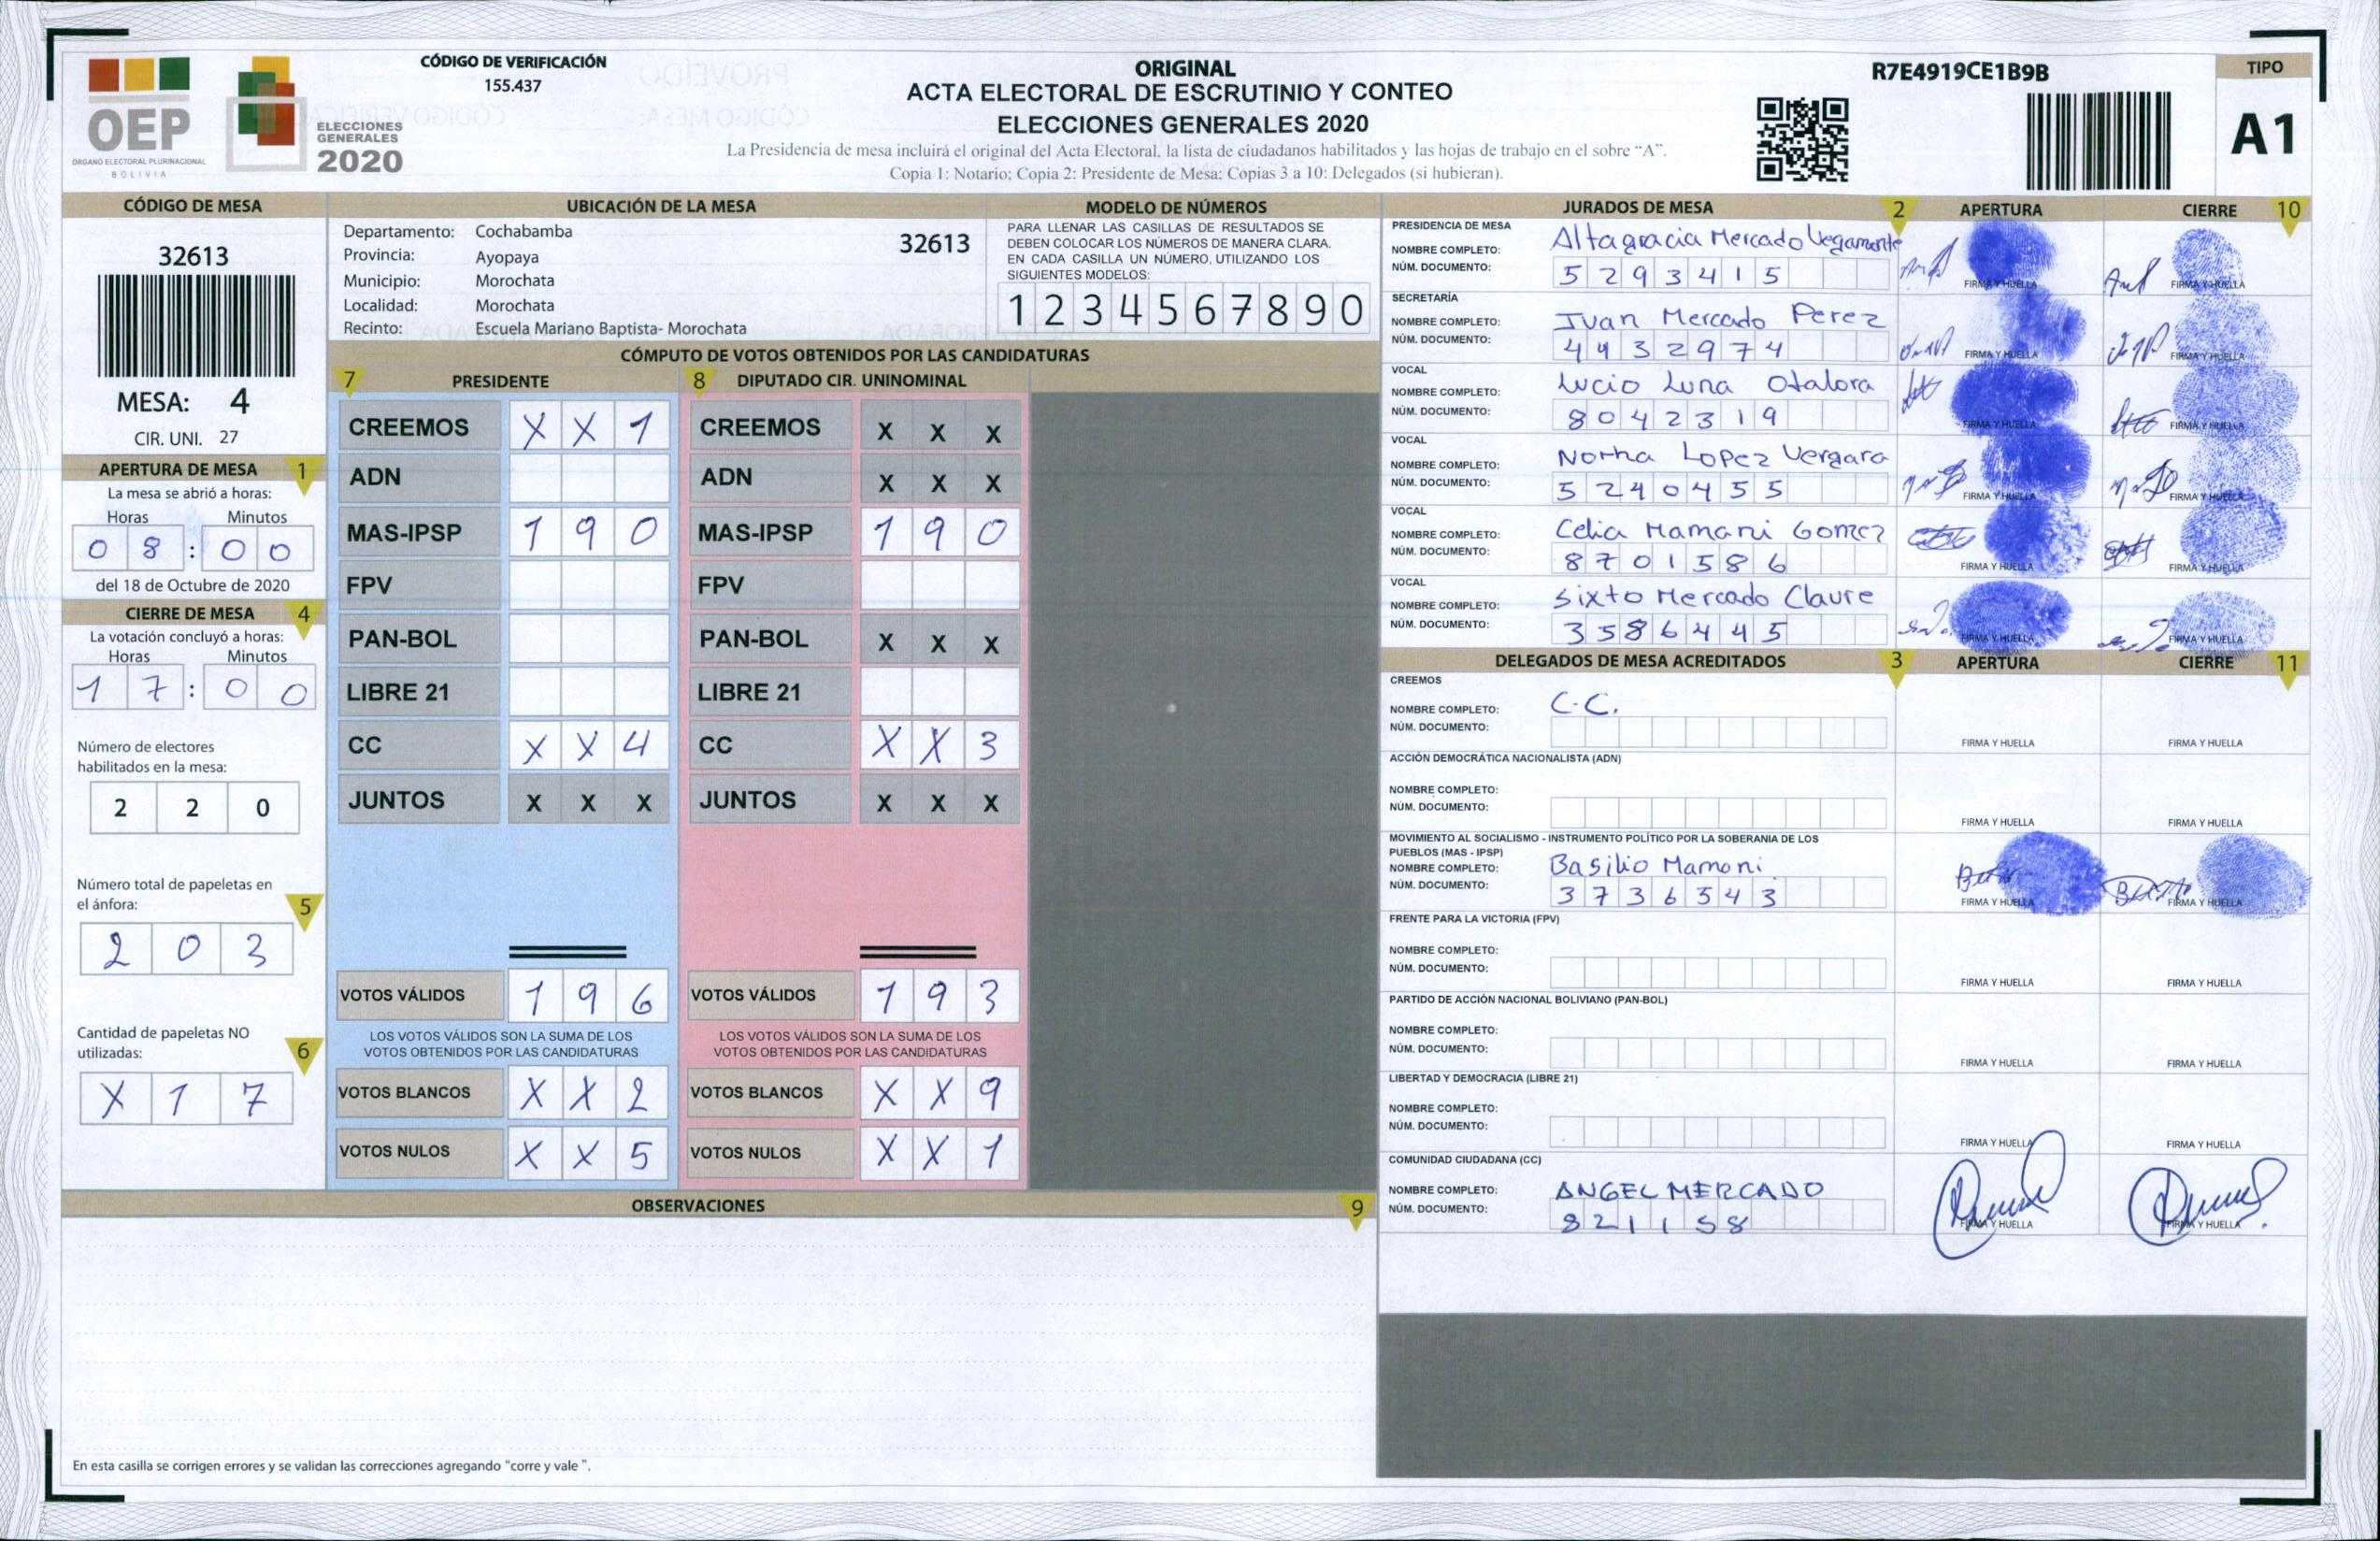 OEP
ÓRGANO ELECTORAL PLURINACIONAL
BOLIVIA
ELECCIONES
GENERALES
2020
CÓDIGO DE VERIFICACIÓN
155.437
ORIGINAL
ACTA ELECTORAL DE ESCRUTINIO Y CONTEO
ELECCIONES GENERALES 2020
La Presidencia de mesa incluirá el original del Acta Electoral, la lista de ciudadanos habilitados y las hojas de trabajo en el sobre "A".
Copia 1: Notario; Copia 2: Presidente de Mesa; Copias 3 a 10: Delegados (si hubieran).
R7E4919CE1B9B
TIPO
A1
CÓDIGO DE MESA
32613
MESA: 4
CIR. UNI. 27
APERTURA DE MESA 1
La mesa se abrió a horas:
Horas Minutos
0 8 : 0 0
del 18 de Octubre de 2020
CIERRE DE MESA 4
La votación concluyó a horas:
Horas Minutos
1 7 : 0 0
Número de electores
habilitados en la mesa:
2 2 0
Número total de papeletas en
el ánfora: 5
2 0 3
Cantidad de papeletas NO
utilizadas: 6
X 1 7
UBICACIÓN DE LA MESA
Departamento: Cochabamba 32613
Provincia: Ayopaya
Municipio: Morochata
Localidad: Morochata
Recinto: Escuela Mariano Baptista- Morochata
MODELO DE NÚMEROS
PARA LLENAR LAS CASILLAS DE RESULTADOS SE
DEBEN COLOCAR LOS NÚMEROS DE MANERA CLARA.
EN CADA CASILLA UN NÚMERO, UTILIZANDO LOS
SIGUIENTES MODELOS:
1 2 3 4 5 6 7 8 9 0
CÓMPUTO DE VOTOS OBTENIDOS POR LAS CANDIDATURAS
7 PRESIDENTE
CREEMOS X X 1
ADN
MAS-IPSP 1 9 0
FPV
PAN-BOL
LIBRE 21
CC X X 4
JUNTOS X X X
VOTOS VÁLIDOS 1 9 6
LOS VOTOS VÁLIDOS SON LA SUMA DE LOS
VOTOS OBTENIDOS POR LAS CANDIDATURAS
VOTOS BLANCOS X X 2
VOTOS NULOS X X 5
8 DIPUTADO CIR. UNINOMINAL
CREEMOS X X X
ADN X X X
MAS-IPSP 1 9 0
FPV
PAN-BOL X X X
LIBRE 21
CC X X 3
JUNTOS X X X
VOTOS VÁLIDOS 1 9 3
LOS VOTOS VÁLIDOS SON LA SUMA DE LOS
VOTOS OBTENIDOS POR LAS CANDIDATURAS
VOTOS BLANCOS X X 9
VOTOS NULOS X X 1
OBSERVACIONES 9
En esta casilla se corrigen errores y se validan las correcciones agregando "corre y vale ".
JURADOS DE MESA 2 APERTURA CIERRE 10
PRESIDENCIA DE MESA
NOMBRE COMPLETO: Altagracia Mercado Vegamonte
NÚM. DOCUMENTO: 5 2 9 3 4 1 5
FIRMA Y HUELLA FIRMA Y HUELLA
SECRETARÍA
NOMBRE COMPLETO: Ivan Mercado Perez
NÚM. DOCUMENTO: 4 4 3 2 9 7 4
FIRMA Y HUELLA FIRMA Y HUELLA
VOCAL
NOMBRE COMPLETO: Lucio Luna Otalora
NÚM. DOCUMENTO: 8 0 4 2 3 1 9
FIRMA Y HUELLA FIRMA Y HUELLA
VOCAL
NOMBRE COMPLETO: Norha Lopez Vergara
NÚM. DOCUMENTO: 5 2 4 0 4 5 5
FIRMA Y HUELLA FIRMA Y HUELLA
VOCAL
NOMBRE COMPLETO: Celia Mamani Gomez
NÚM. DOCUMENTO: 8 7 0 1 5 8 6
FIRMA Y HUELLA FIRMA Y HUELLA
VOCAL
NOMBRE COMPLETO: Sixto Mercado Claure
NÚM. DOCUMENTO: 3 5 8 6 4 4 5
FIRMA Y HUELLA FIRMA Y HUELLA
DELEGADOS DE MESA ACREDITADOS 3 APERTURA CIERRE 11
CREEMOS
NOMBRE COMPLETO: C.C.
NÚM. DOCUMENTO:
FIRMA Y HUELLA FIRMA Y HUELLA
ACCIÓN DEMOCRÁTICA NACIONALISTA (ADN)
NOMBRE COMPLETO:
NÚM. DOCUMENTO:
FIRMA Y HUELLA FIRMA Y HUELLA
MOVIMIENTO AL SOCIALISMO - INSTRUMENTO POLÍTICO POR LA SOBERANIA DE LOS
PUEBLOS (MAS - IPSP)
NOMBRE COMPLETO: Basilio Mamani
NÚM. DOCUMENTO: 3 7 3 6 5 4 3
FIRMA Y HUELLA FIRMA Y HUELLA
FRENTE PARA LA VICTORIA (FPV)
NOMBRE COMPLETO:
NÚM. DOCUMENTO:
FIRMA Y HUELLA FIRMA Y HUELLA
PARTIDO DE ACCIÓN NACIONAL BOLIVIANO (PAN-BOL)
NOMBRE COMPLETO:
NÚM. DOCUMENTO:
FIRMA Y HUELLA FIRMA Y HUELLA
LIBERTAD Y DEMOCRACIA (LIBRE 21)
NOMBRE COMPLETO:
NÚM. DOCUMENTO:
FIRMA Y HUELLA FIRMA Y HUELLA
COMUNIDAD CIUDADANA (CC)
NOMBRE COMPLETO: ANGEL MERCADO
NÚM. DOCUMENTO: 8 2 1 1 5 8
FIRMA Y HUELLA FIRMA Y HUELLA